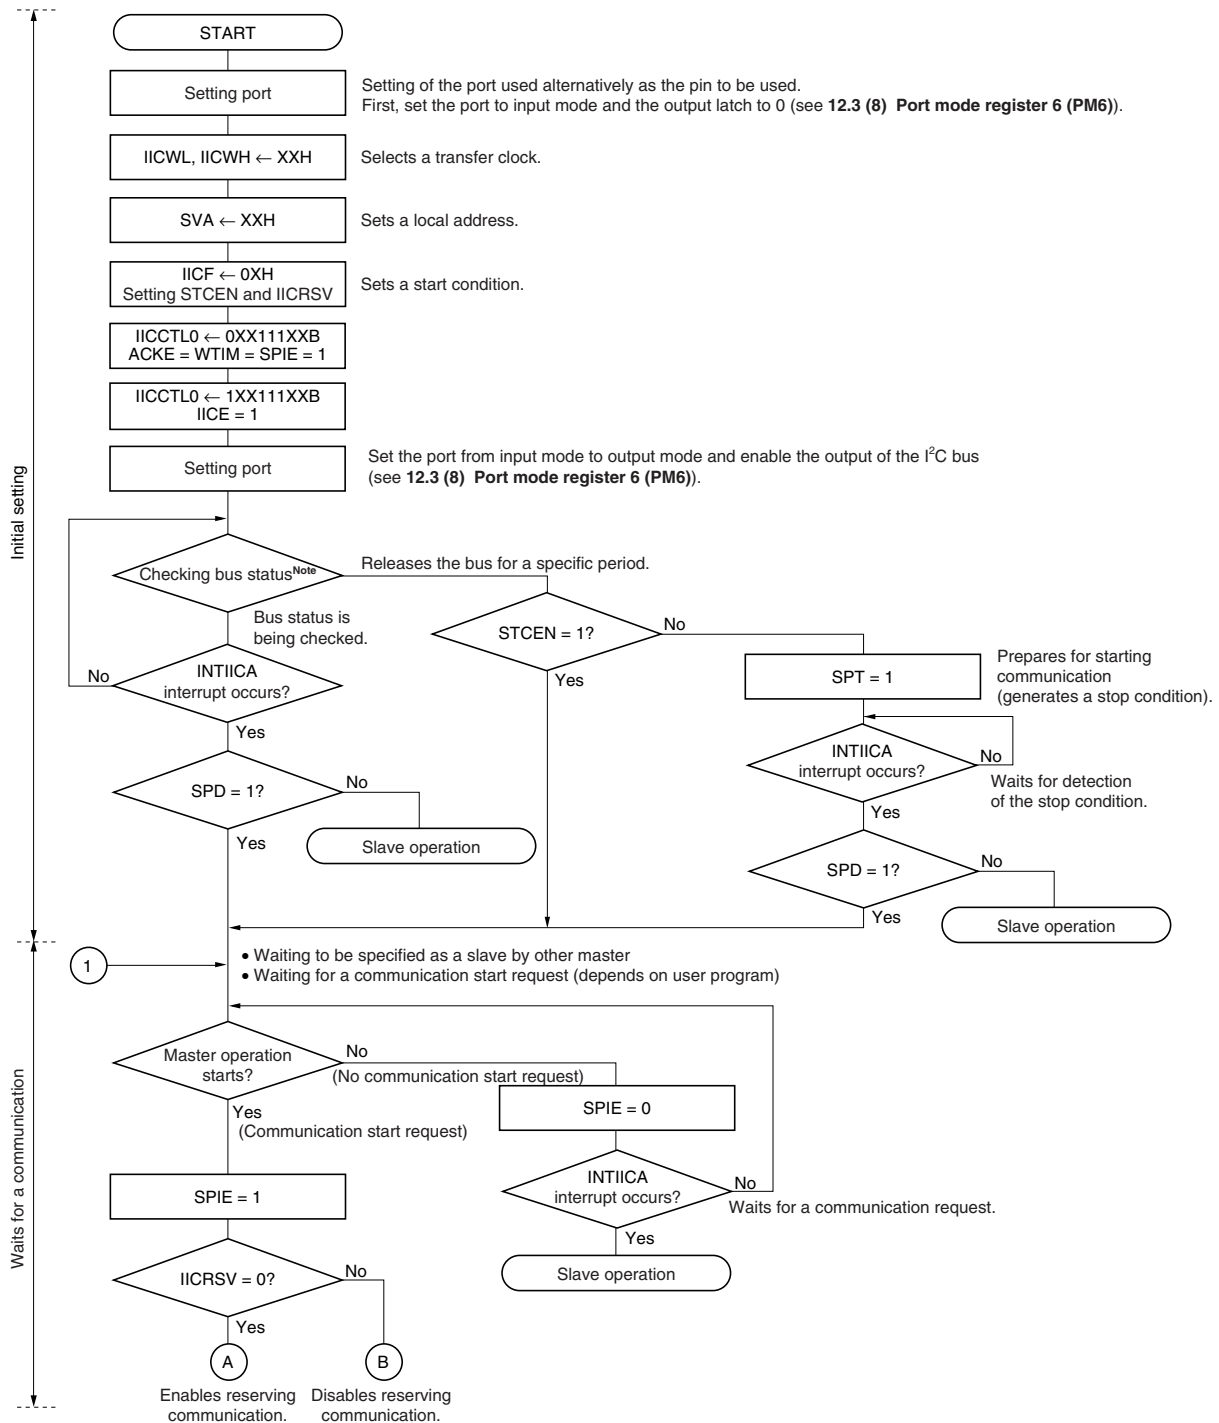 START
Setting port
Setting of the port used alternatively as the pin to be used.
First, set the port to input mode and the output latch to 0 (see 12.3 (8) Port mode register 6 (PM6)).
IICWL, IICWH ← XXH
Selects a transfer clock.
SVA ← XXH
Sets a local address.
IICF ← 0XH
Setting STCEN and IICRSV
Sets a start condition.
IICCTL0 ← 0XX111XXB
ACKE = WTIM = SPIE = 1
IICCTL0 ← 1XX111XXB
IICE = 1
Setting port
Set the port from input mode to output mode and enable the output of the I²C bus
(see 12.3 (8) Port mode register 6 (PM6)).
Initial setting
Checking bus status Note
Releases the bus for a specific period.
Bus status is
being checked.
STCEN = 1?
No
Yes
No
INTIICA
interrupt occurs?
Yes
SPT = 1
Prepares for starting
communication
(generates a stop condition).
INTIICA
interrupt occurs?
No
Waits for detection
of the stop condition.
Yes
SPD = 1?
No
Yes
Slave operation
SPD = 1?
No
Yes
Slave operation
1
• Waiting to be specified as a slave by other master
• Waiting for a communication start request (depends on user program)
Waits for a communication
Master operation
starts?
No
(No communication start request)
Yes
(Communication start request)
SPIE = 0
SPIE = 1
INTIICA
interrupt occurs?
No
Waits for a communication request.
Yes
Slave operation
IICRSV = 0?
No
Yes
A
B
Enables reserving
communication.
Disables reserving
communication.